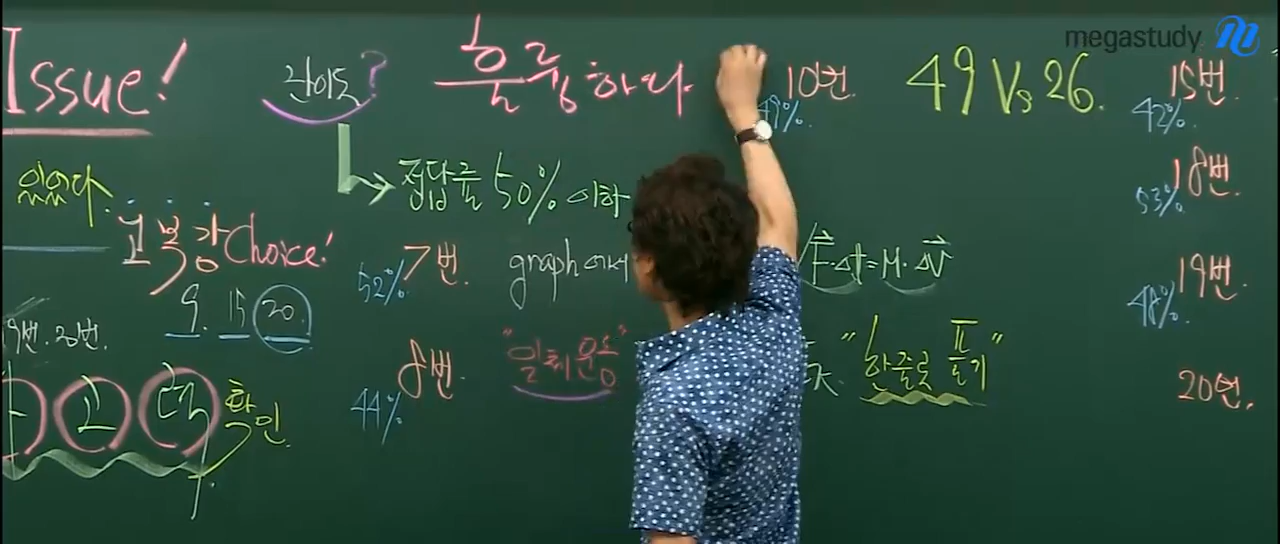 megastudy
Issue!
난이도?
훌륭하다
10번
49%
49 Vs 26
15번
42%
있었다
정답률 50% 이하
18번
53%
고북강 Choice!
9. 15 20
7번
52%
graph에서
F·Δt=M·ΔV
19번
48%
9번. 20번.
확인
8번
44%
"일체운동"
"한줄로 풀기"
20번